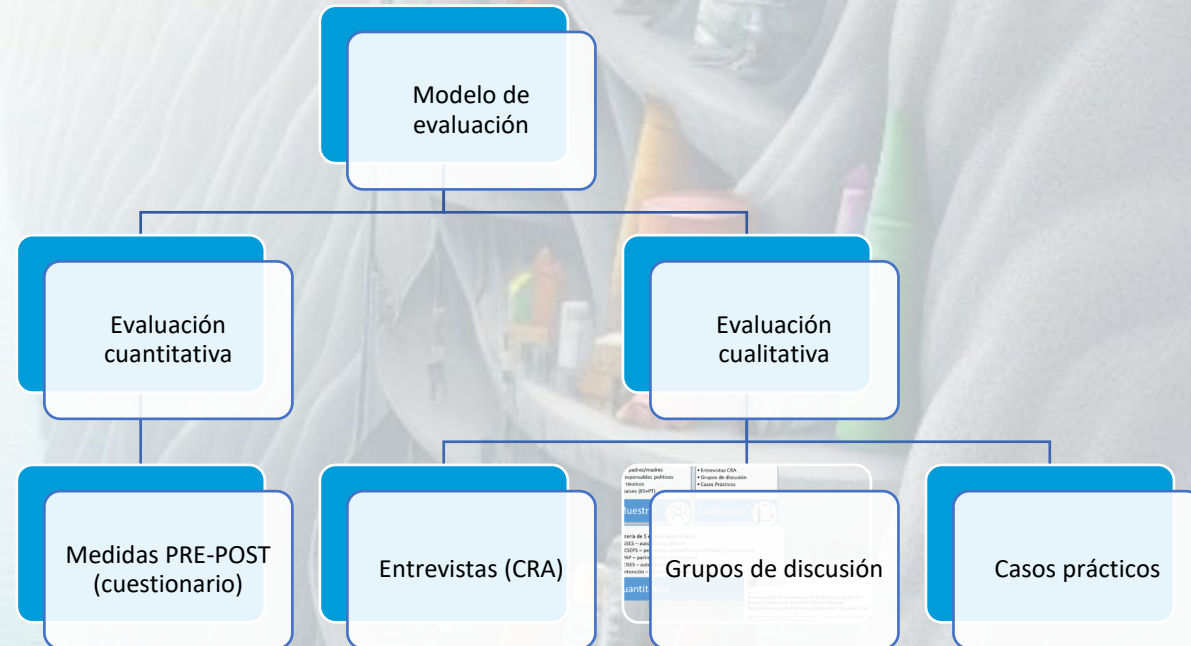 Modelo de
evaluación
Evaluación
cuantitativa
Evaluación
cualitativa
Medidas PRE-POST
(cuestionario)
Entrevistas (CRA)
• Entrevistas CRA
• Grupos de discusión
• Casos Prácticos
Grupos de discusión
Casos prácticos